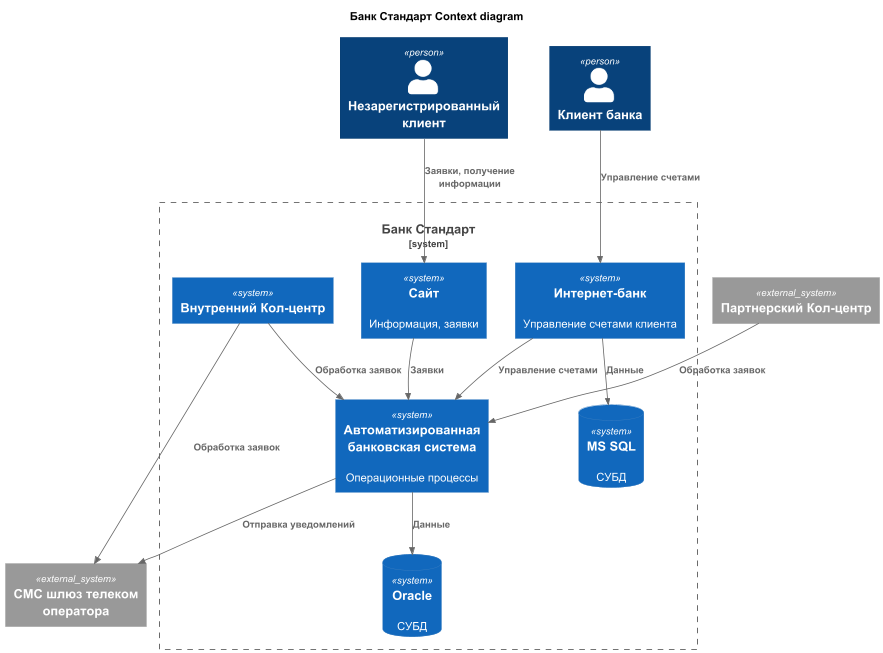 Банк Стандарт Context diagram
«person»
Незарегистрированный
клиент
«person»
Клиент банка
Заявки, получение
информации
Управление счетами
Банк Стандарт
[system]
«system»
Внутренний Кол-центр
«system»
Сайт
Информация, заявки
«system»
Интернет-банк
Управление счетами клиента
«external_system»
Партнерский Кол-центр
Обработка заявок
Заявки
Управление счетами
Данные
Обработка заявок
«system»
Автоматизированная
банковская система
Операционные процессы
«system»
MS SQL
СУБД
Обработка заявок
Отправка уведомлений
Данные
«external_system»
СМС шлюз телеком
оператора
«system»
Oracle
СУБД